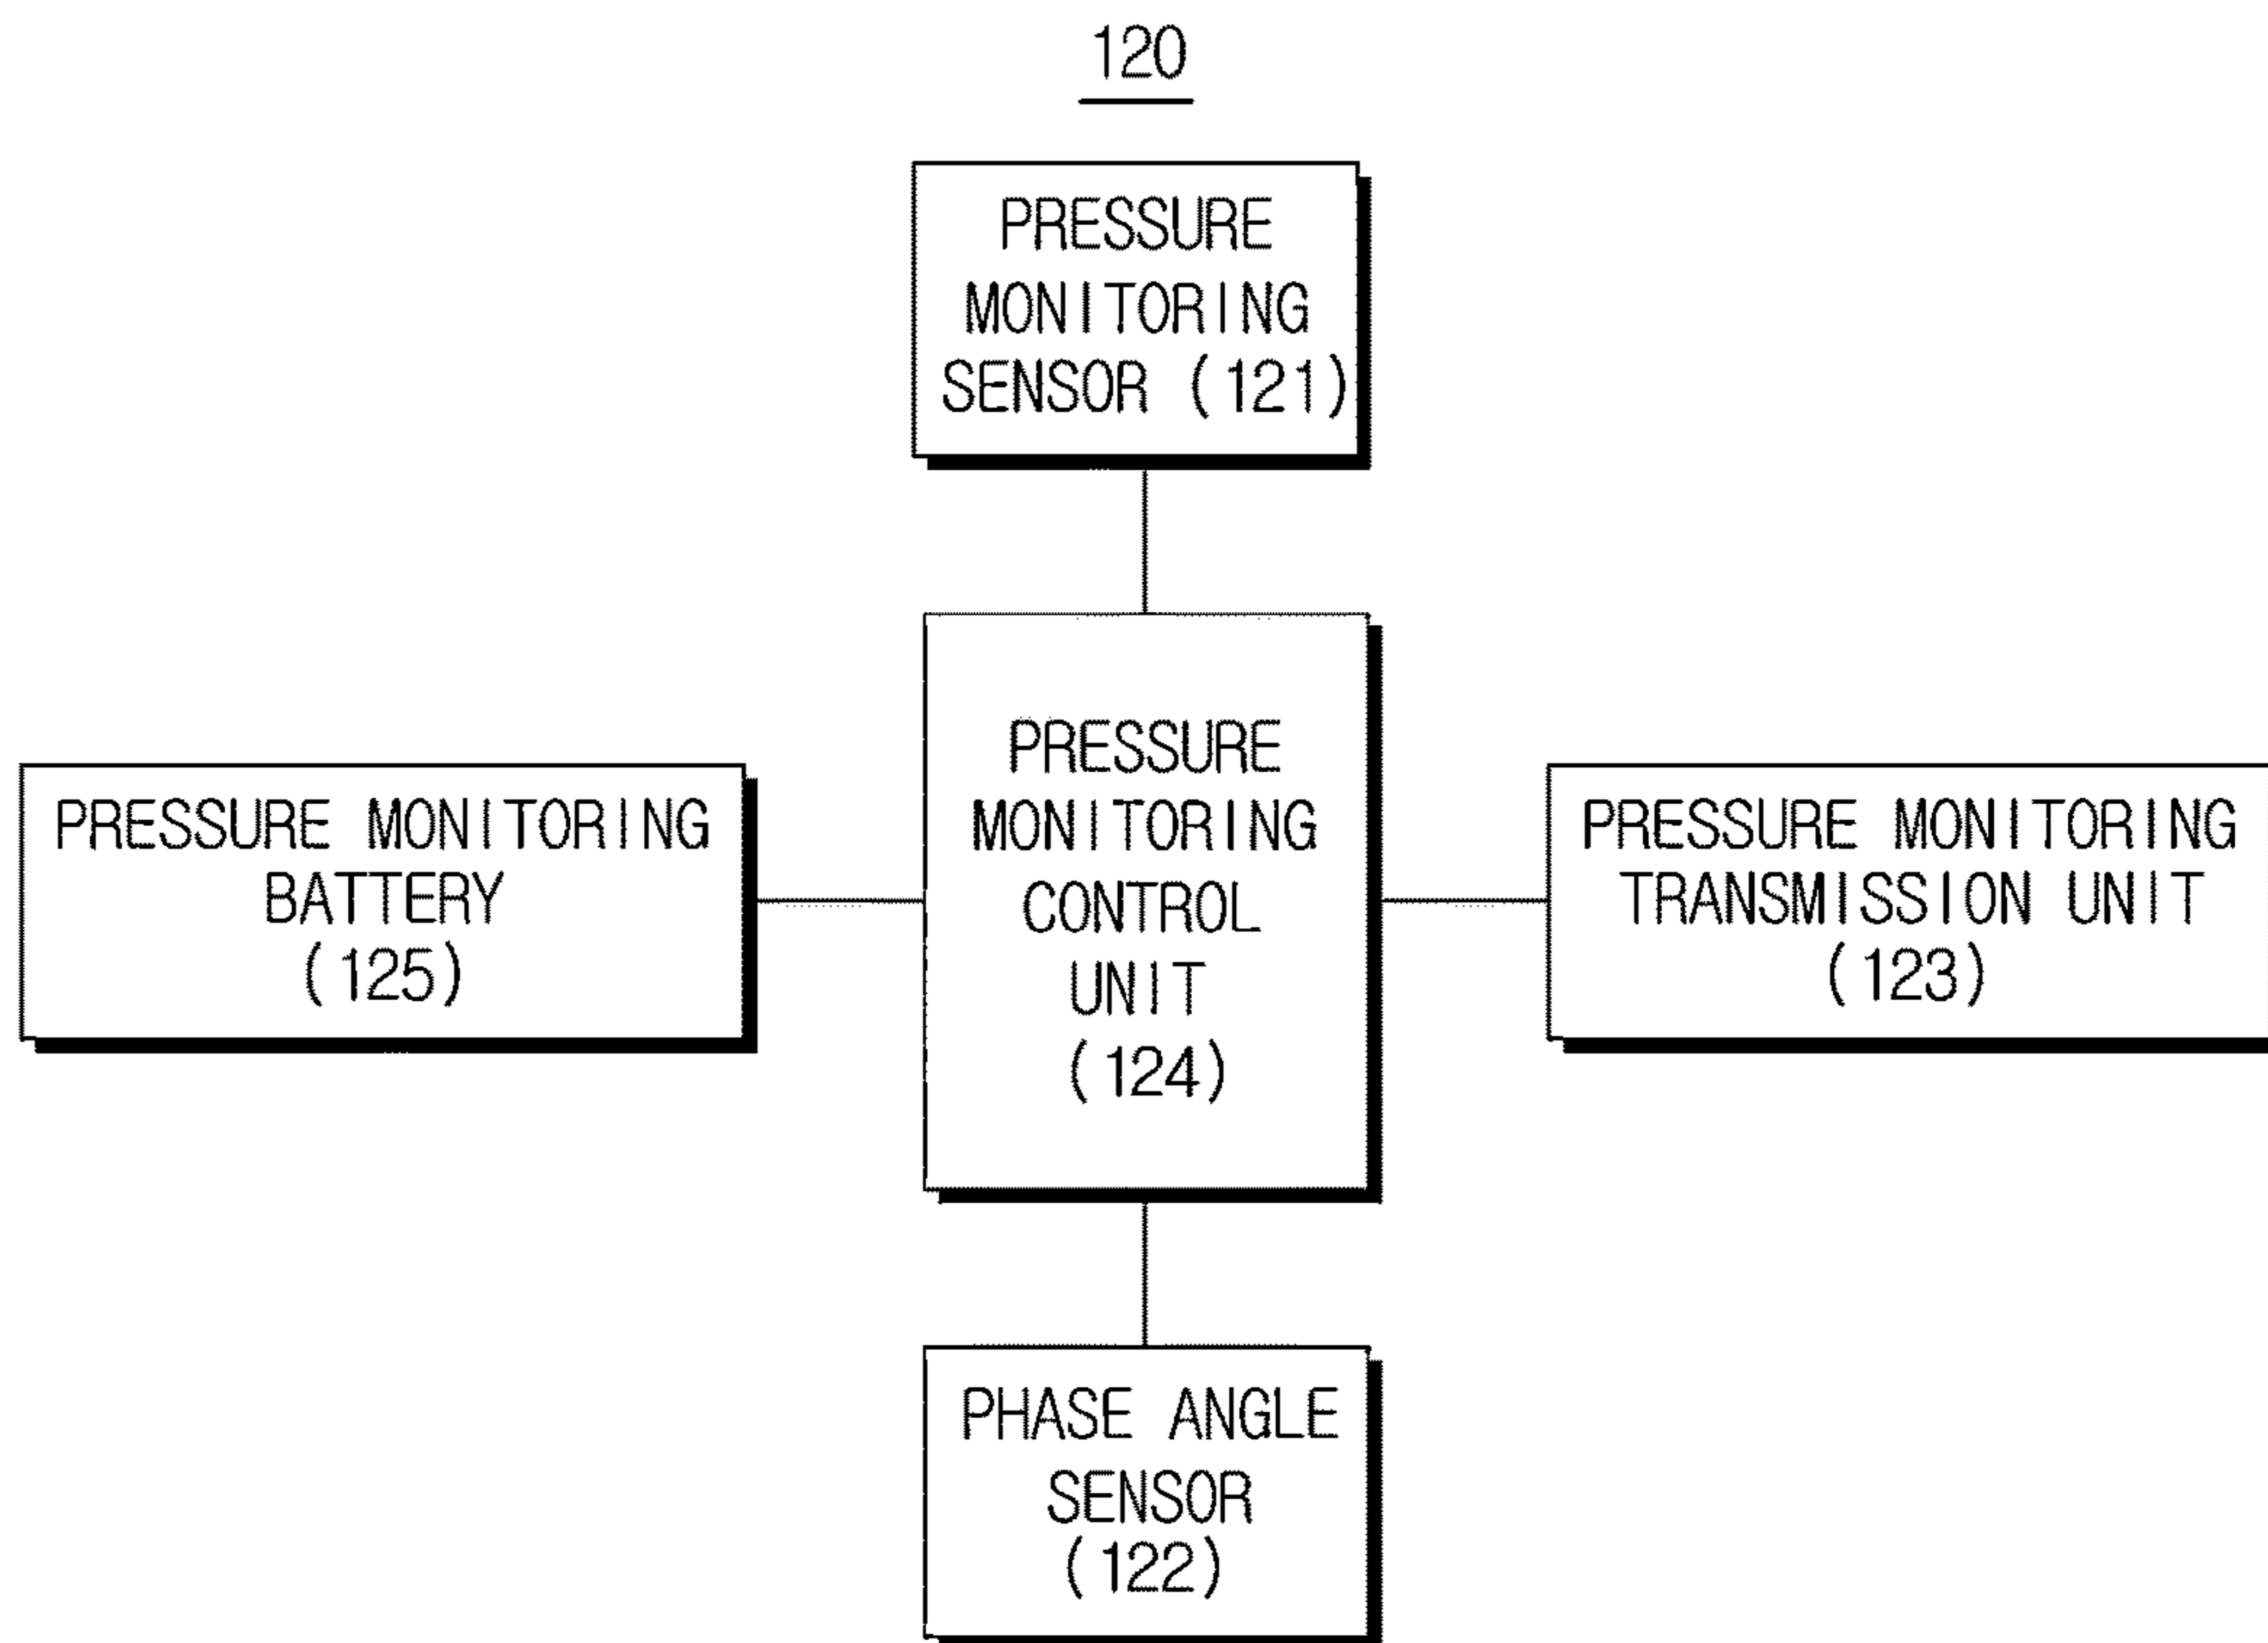 120
PRESSURE
MONITORING
SENSOR (121)
PRESSURE MONITORING
BATTERY
(125)
PRESSURE
MONITORING
CONTROL
UNIT
(124)
PRESSURE MONITORING
TRANSMISSION UNIT
(123)
PHASE ANGLE
SENSOR
(122)